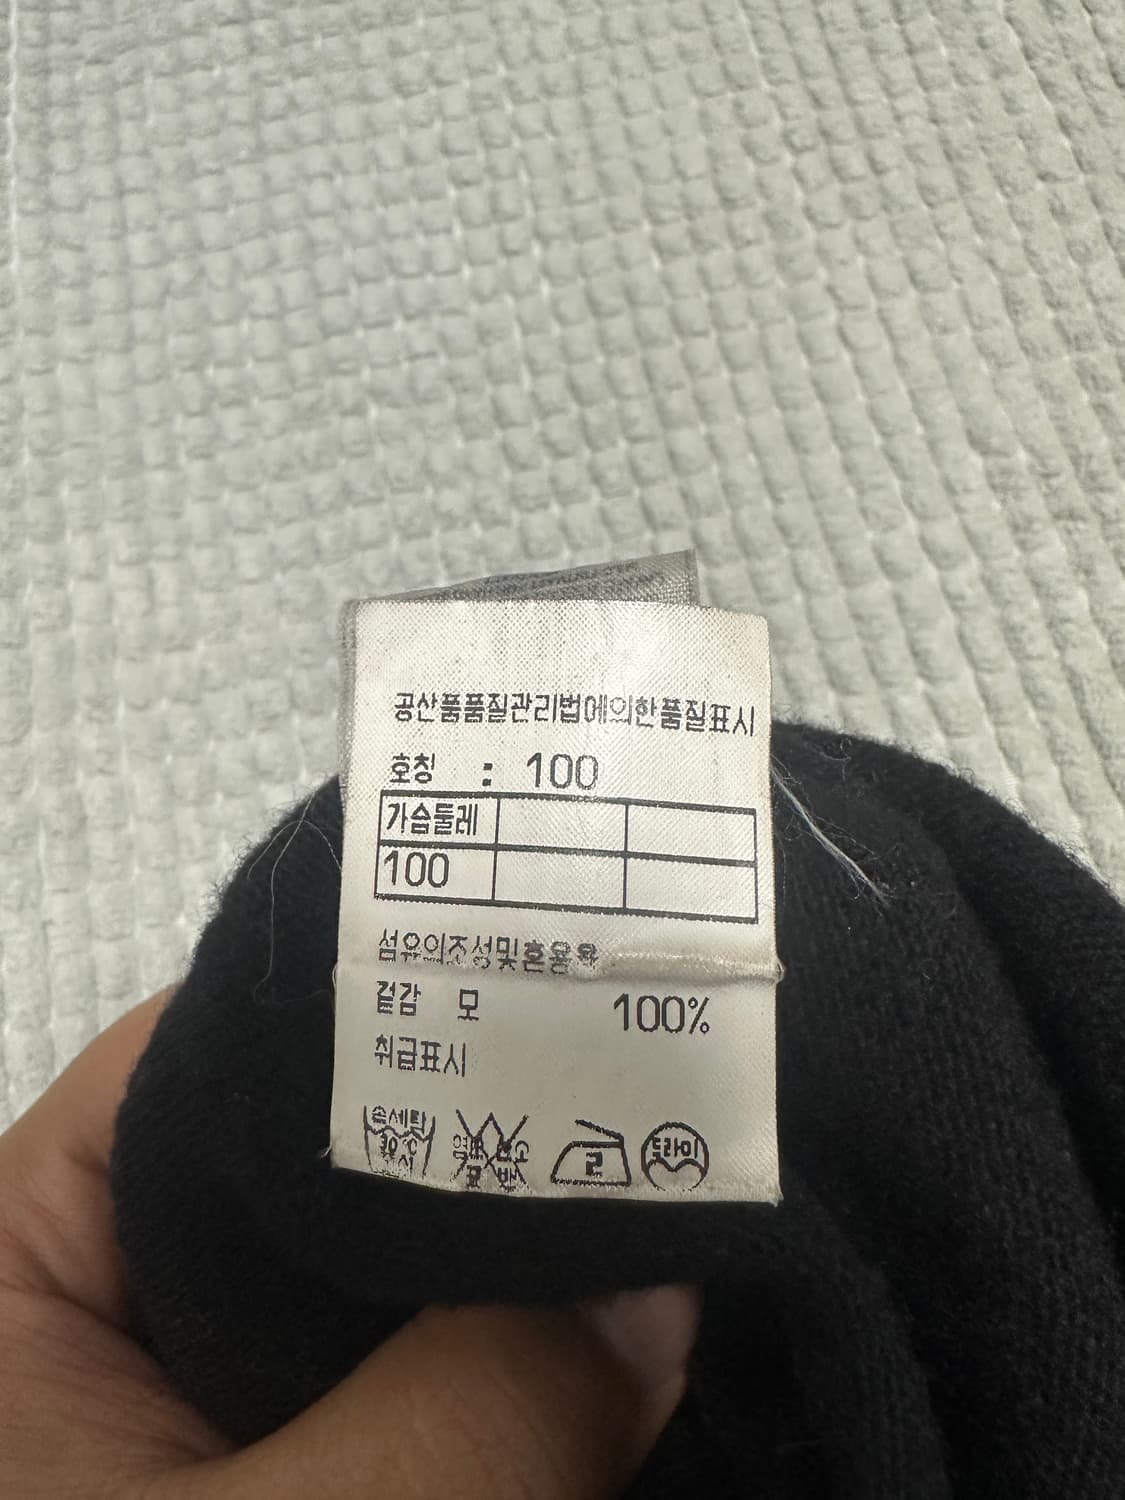 공산품품질관리법에의한품질표시
호칭 : 100
가슴둘레
100
섬유의조성및혼용율
겉감 모 100%
취급표시
손세탁 드라이
30℃